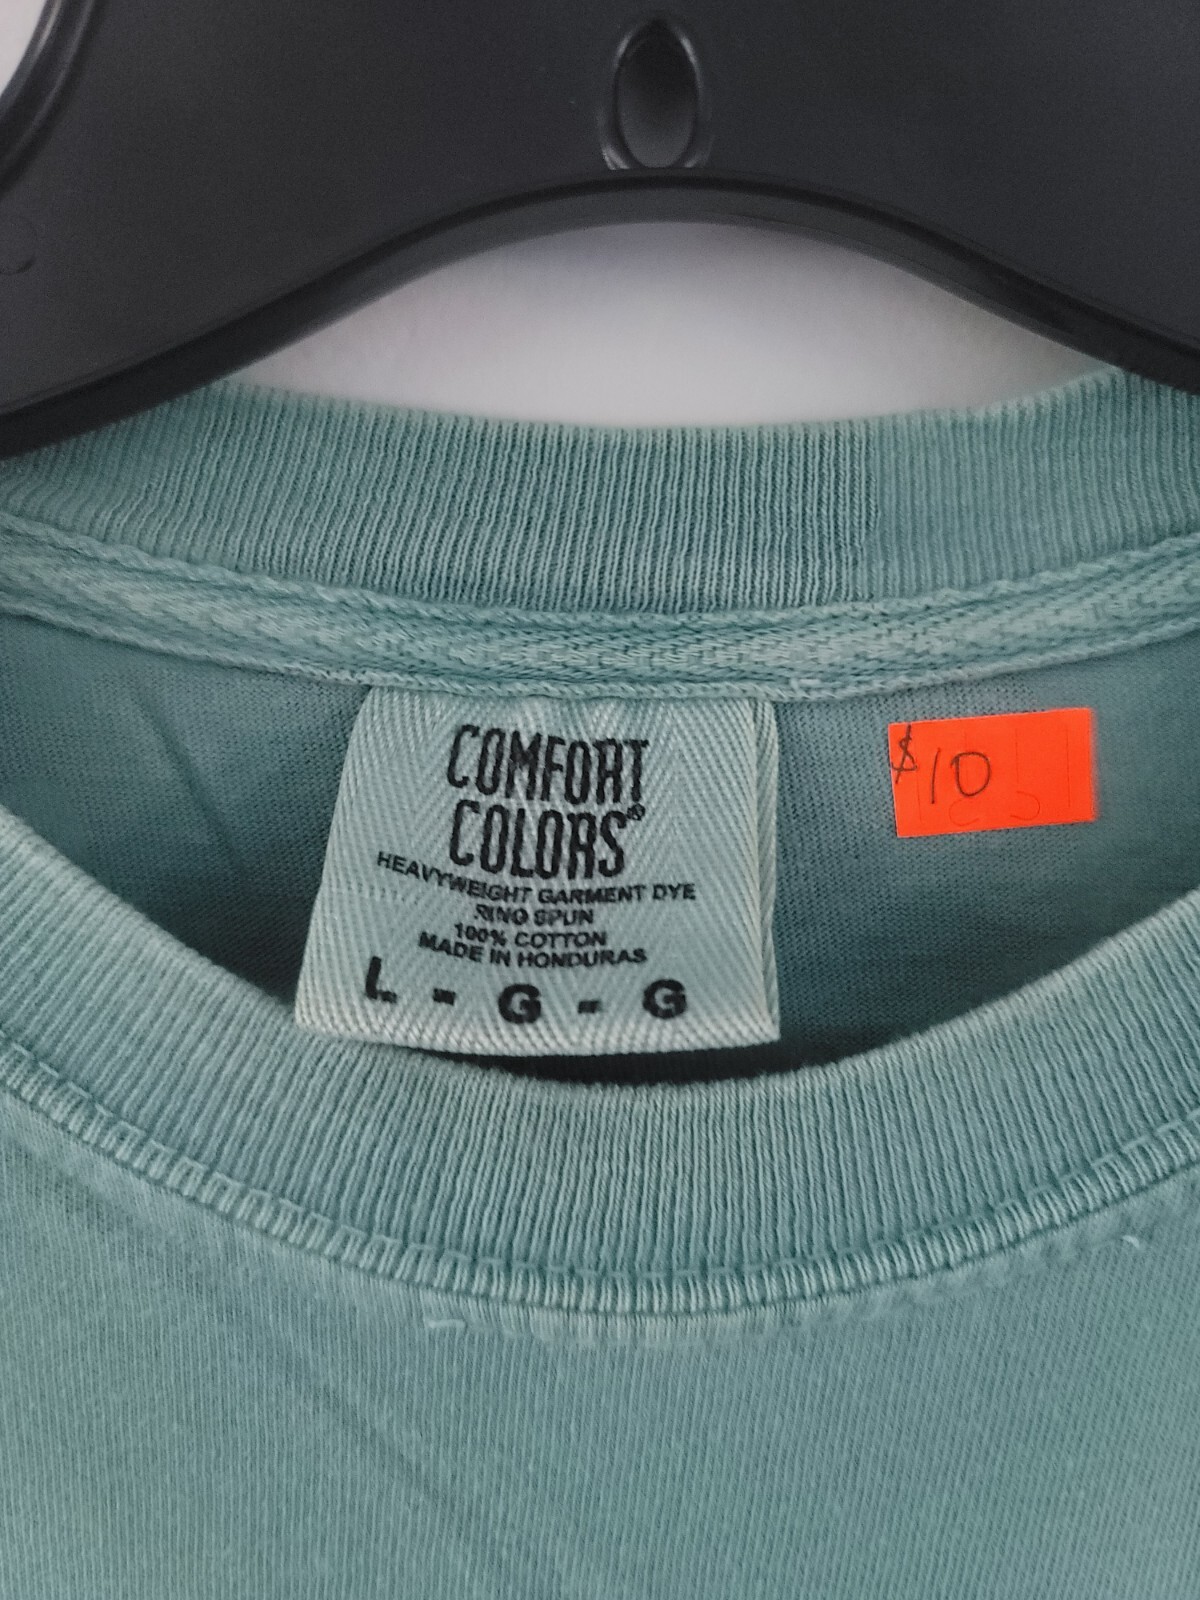 COMFORT
COLORS®
HEAVYWEIGHT GARMENT DYE
RING SPUN
100% COTTON
MADE IN HONDURAS
L - G - G
$10